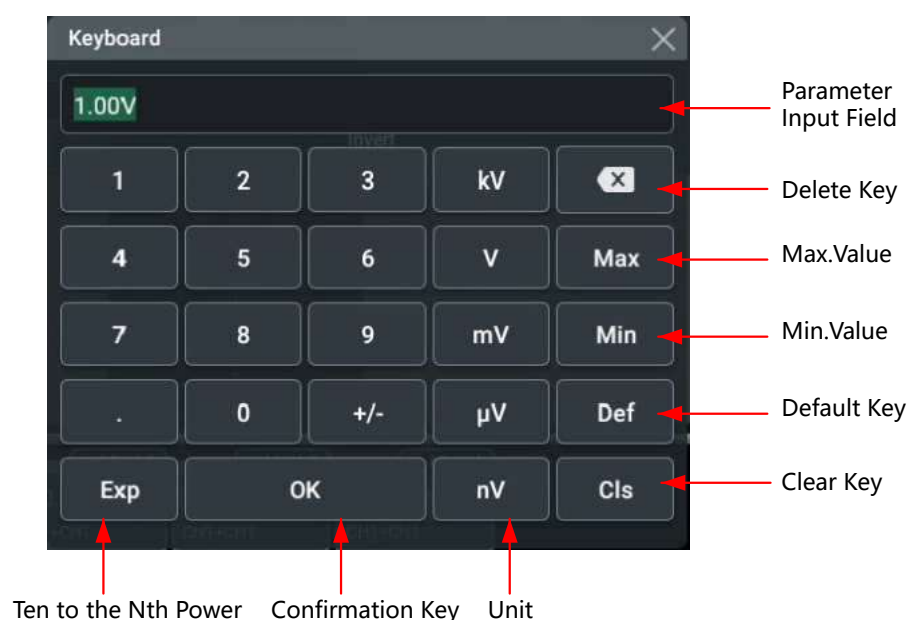 Keyboard
1.00V
Parameter
Input Field
Invert
1 2 3 kV
Delete Key
4 5 6 V Max
Max.Value
7 8 9 mV Min
Min.Value
. 0 +/- μV Def
Default Key
Exp OK nV Cls
Clear Key
Ten to the Nth Power Confirmation Key Unit